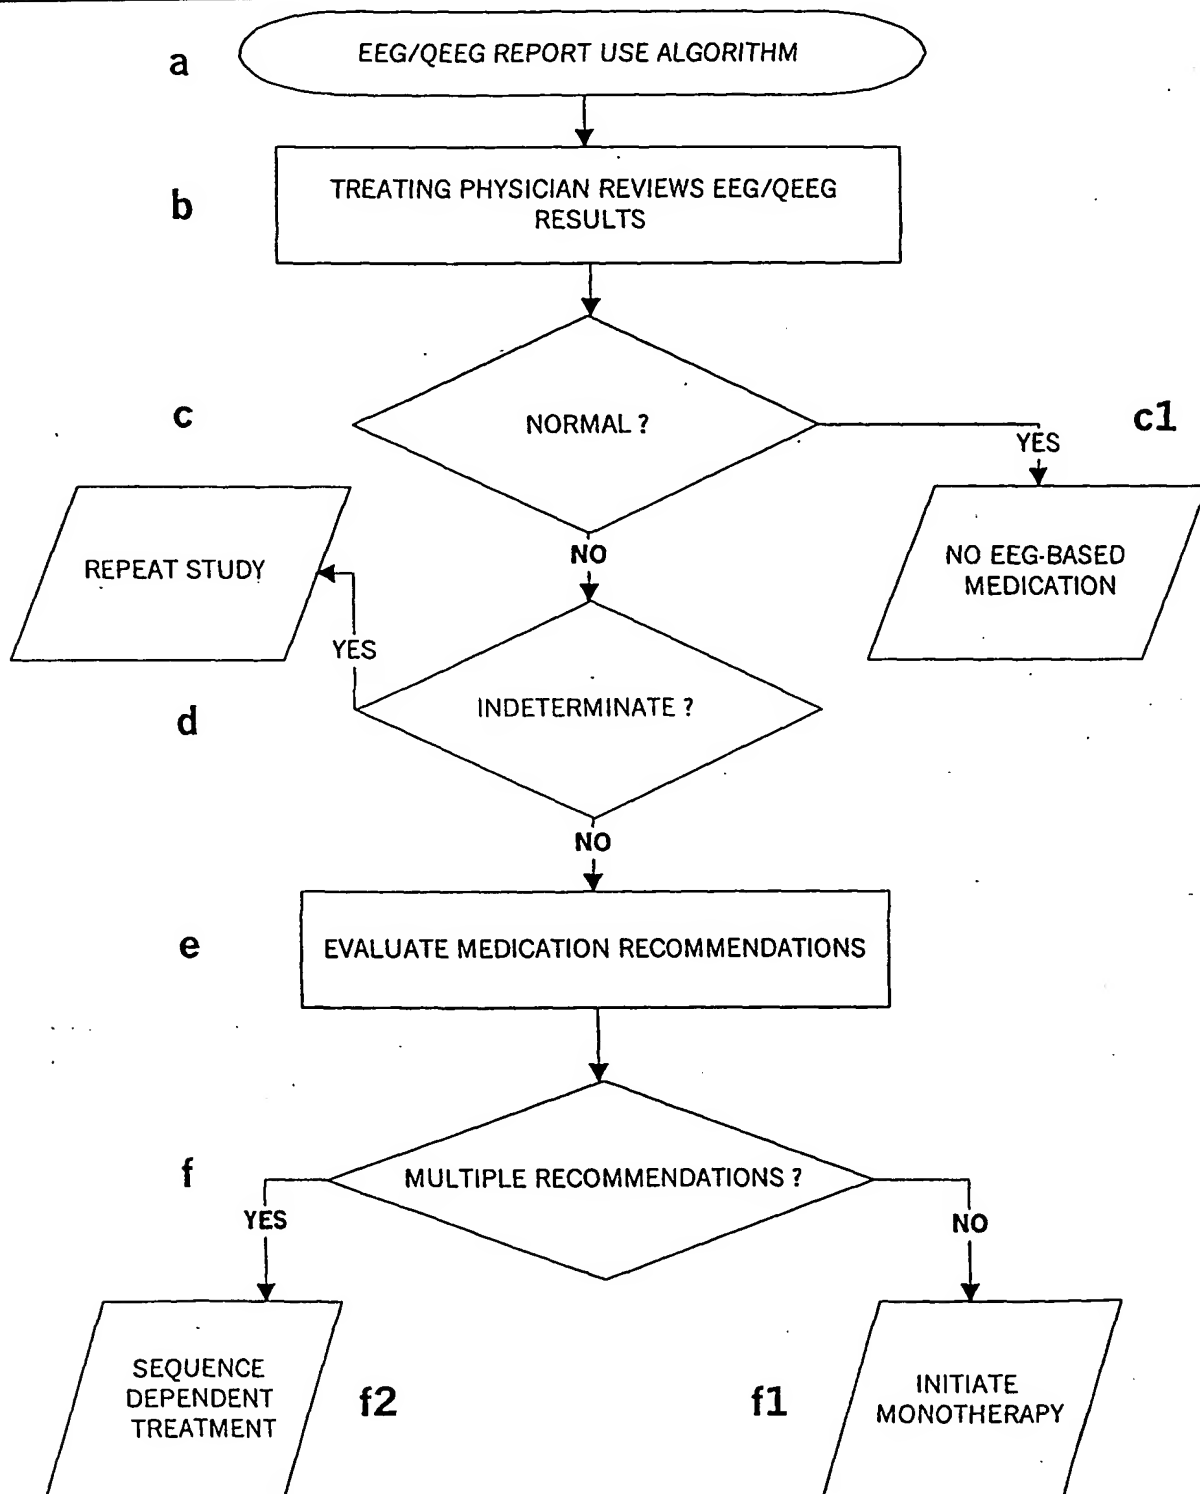 a
EEG/QEEG REPORT USE ALGORITHM
b
TREATING PHYSICIAN REVIEWS EEG/QEEG
RESULTS
c
NORMAL ?
c1
YES
NO
REPEAT STUDY
NO EEG-BASED
MEDICATION
YES
d
INDETERMINATE ?
NO
e
EVALUATE MEDICATION RECOMMENDATIONS
f
MULTIPLE RECOMMENDATIONS ?
YES
NO
SEQUENCE
DEPENDENT
TREATMENT
f2
f1
INITIATE
MONOTHERAPY